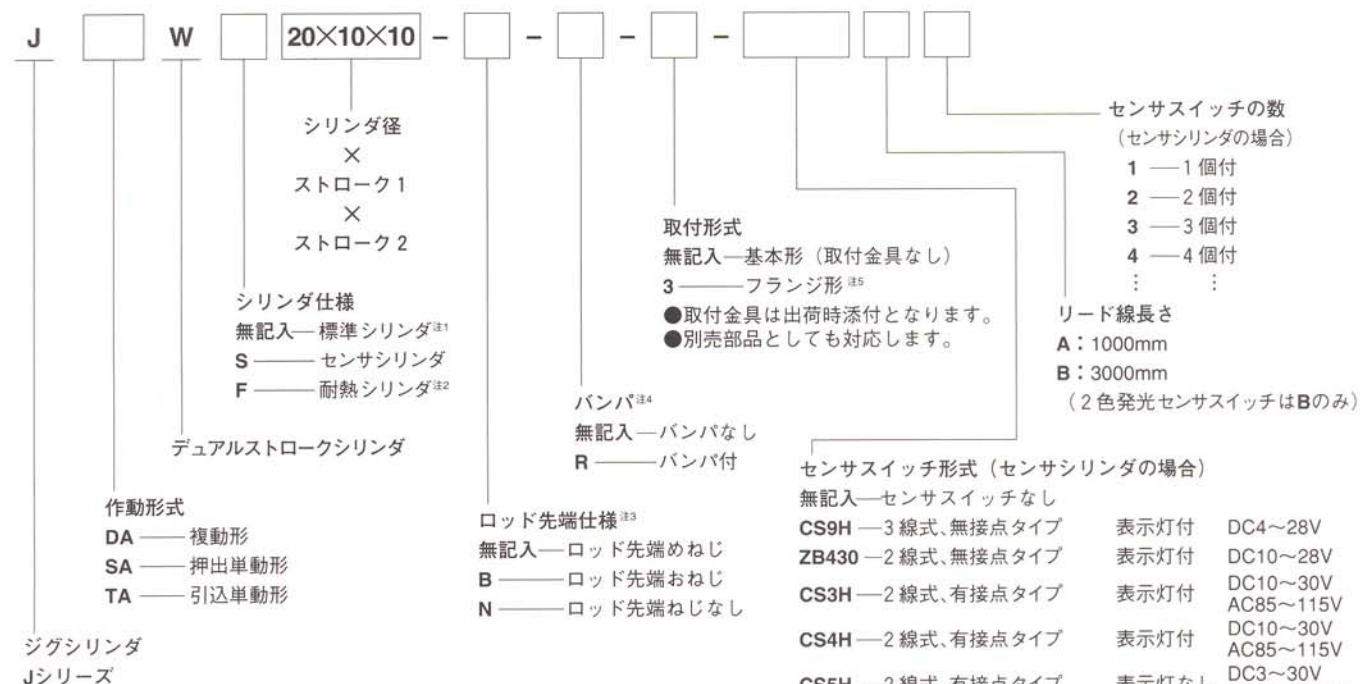 J W 20×10×10 - - - -
センサスイッチの数
（センサシリンダの場合）
1 ── 1個付
2 ── 2個付
3 ── 3個付
4 ── 4個付
⋮ ⋮
シリンダ径
×
ストローク1
×
ストローク2
取付形式
無記入─基本形（取付金具なし）
3 ───フランジ形注5
●取付金具は出荷時添付となります。
●別売部品としても対応します。
リード線長さ
A：1000mm
B：3000mm
（2色発光センサスイッチはBのみ）
シリンダ仕様
無記入─標準シリンダ注1
S ─── センサシリンダ
F ─── 耐熱シリンダ注2
バンパ注4
無記入─バンパなし
R ───バンパ付
デュアルストロークシリンダ
センサスイッチ形式（センサシリンダの場合）
無記入─センサスイッチなし
CS9H ─3線式、無接点タイプ 表示灯付 DC4〜28V
ZB430 ─2線式、無接点タイプ 表示灯付 DC10〜28V
CS3H ─2線式、有接点タイプ 表示灯付 DC10〜30V
AC85〜115V
CS4H ─2線式、有接点タイプ 表示灯付 DC10〜30V
AC85〜115V
CS5H ─2線式、有接点タイプ 表示灯なし DC3〜30V
作動形式
DA ── 複動形
SA ── 押出単動形
TA ── 引込単動形
ロッド先端仕様注3
無記入─ロッド先端めねじ
B ───ロッド先端おねじ
N ───ロッド先端ねじなし
ジグシリンダ
Jシリーズ